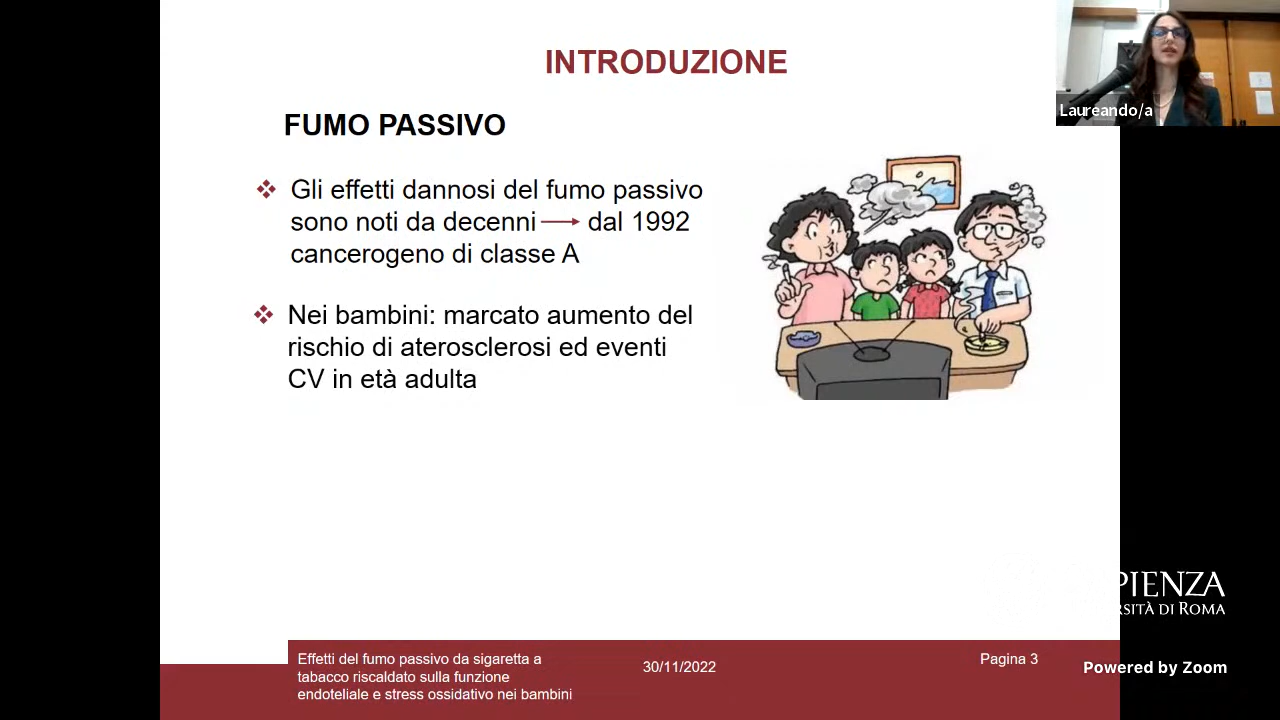 INTRODUZIONE
Laureando/a
FUMO PASSIVO
Gli effetti dannosi del fumo passivo
sono noti da decenni → dal 1992
cancerogeno di classe A
Nei bambini: marcato aumento del
rischio di aterosclerosi ed eventi
CV in età adulta
PIENZA
RSITÀ DI ROMA
Effetti del fumo passivo da sigaretta a
tabacco riscaldato sulla funzione
endoteliale e stress ossidativo nei bambini
30/11/2022
Pagina 3
Powered by Zoom